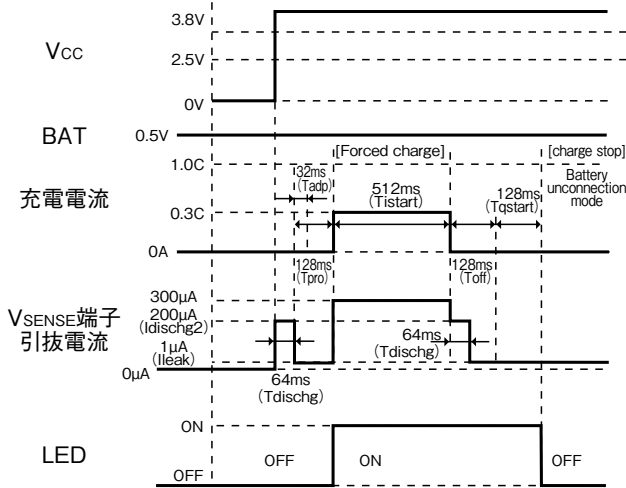 3.8V
VCC
2.5V
0V
BAT
0.5V
[Forced charge]
[charge stop]
1.0C
32ms
(Tadp)
Battery
unconnection
mode
充電電流
512ms
(Tistart)
128ms
(Tqstart)
0.3C
0A
128ms
(Tpro)
128ms
(Toff)
300μA
200μA
(Idischg2)
VSENSE端子
引抜電流
1μA
(Ileak)
0μA
64ms
(Tdischg)
64ms
(Tdischg)
ON
LED
OFF
ON
OFF
OFF